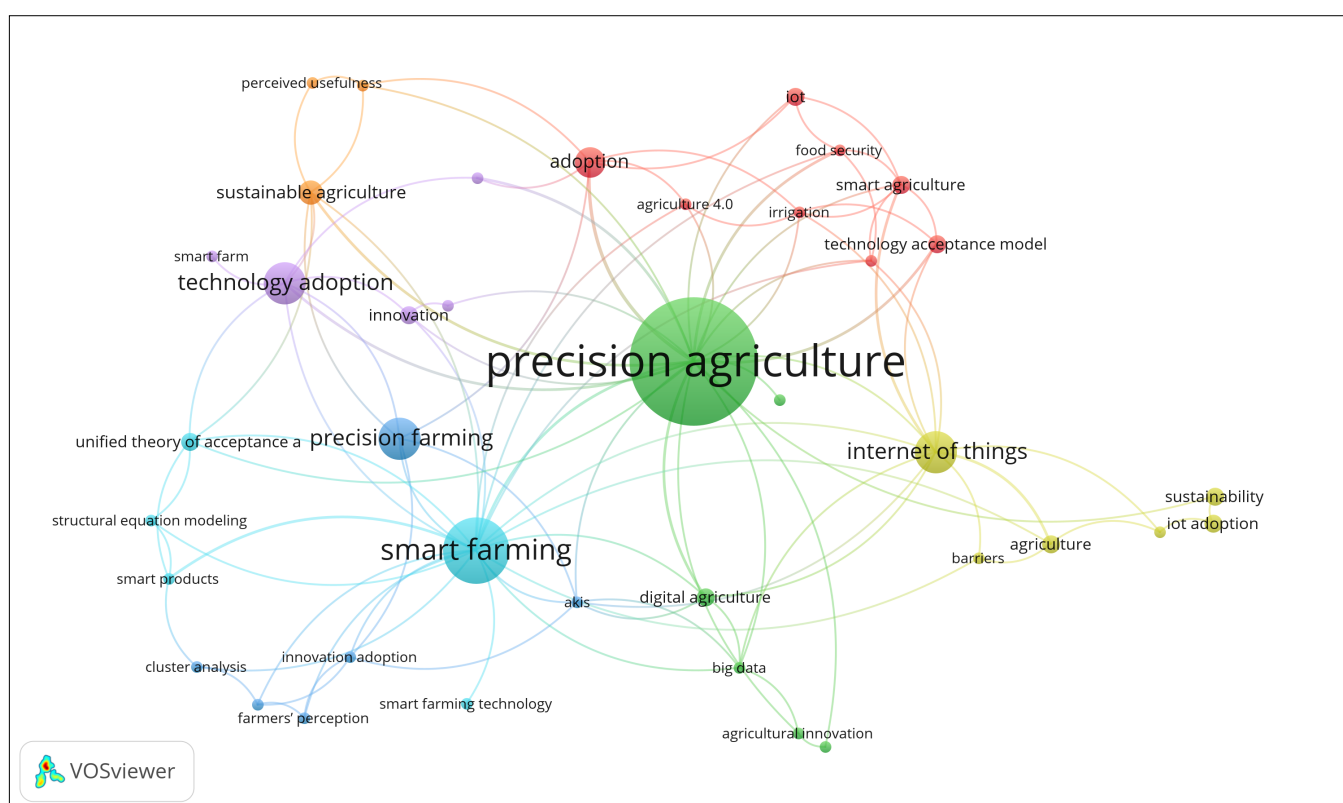 perceived usefulness
iot
food security
adoption
smart agriculture
sustainable agriculture
agriculture 4.0
irrigation
technology acceptance model
smart farm
technology adoption
innovation
precision agriculture
unified theory of acceptance a
precision farming
internet of things
sustainability
structural equation modeling
iot adoption
smart farming
agriculture
barriers
smart products
digital agriculture
akis
innovation adoption
cluster analysis
big data
smart farming technology
farmers’ perception
agricultural innovation
VOSviewer